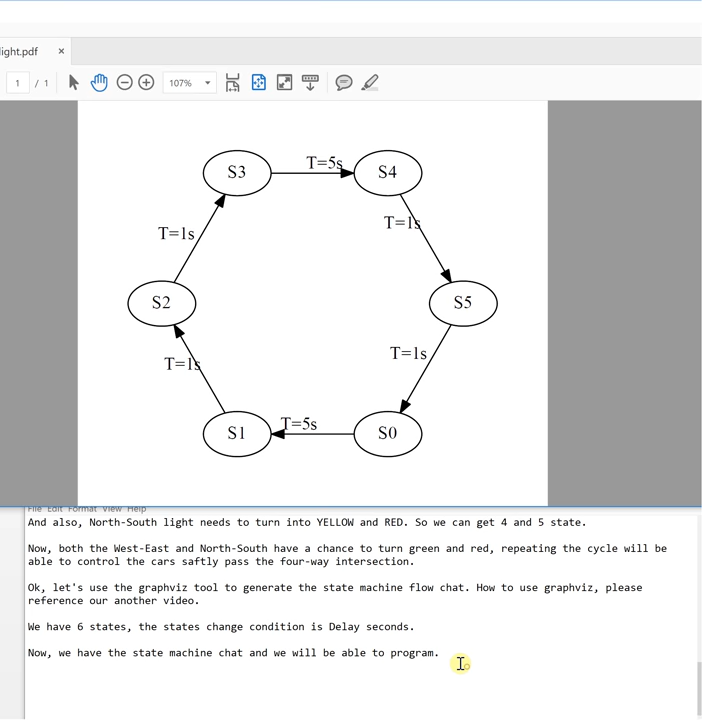 light.pdf ×
1 / 1 107%
S3 T=5s S4
T=1s T=1s
S2 S5
T=1s T=1s
S1 T=5s S0
File Edit Format View Help
And also, North-South light needs to turn into YELLOW and RED. So we can get 4 and 5 state.
Now, both the West-East and North-South have a chance to turn green and red, repeating the cycle will be
able to control the cars saftly pass the four-way intersection.
Ok, let's use the graphviz tool to generate the state machine flow chat. How to use graphviz, please
reference our another video.
We have 6 states, the states change condition is Delay seconds.
Now, we have the state machine chat and we will be able to program.